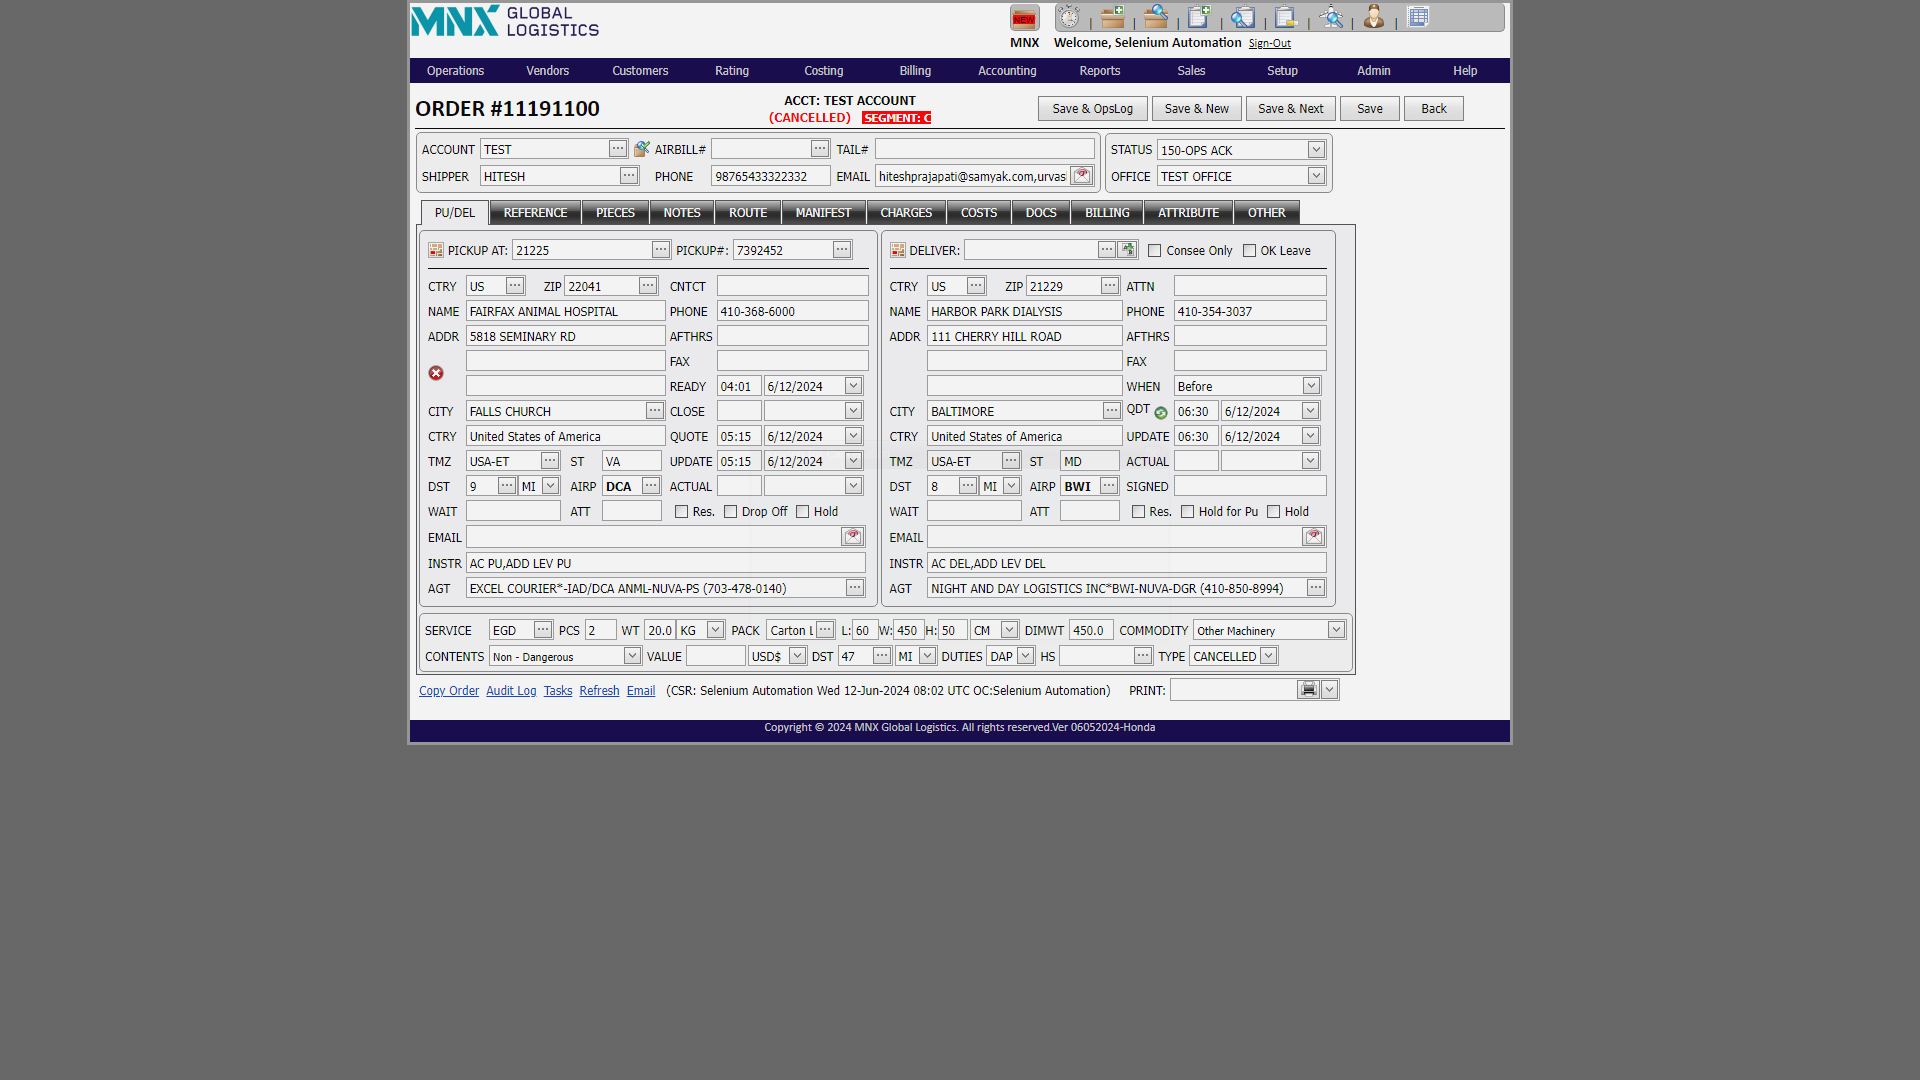 MNX GLOBAL LOGISTICS
NEW
MNX Welcome, Selenium Automation Sign-Out
Operations Vendors Customers Rating Costing Billing Accounting Reports Sales Setup Admin Help
ORDER #11191100
ACCT: TEST ACCOUNT
(CANCELLED) SEGMENT: C
Save & OpsLog Save & New Save & Next Save Back
ACCOUNT TEST AIRBILL# TAIL# STATUS 150-OPS ACK
SHIPPER HITESH PHONE 98765433322332 EMAIL hiteshprajapati@samyak.com,urvas OFFICE TEST OFFICE
PU/DEL REFERENCE PIECES NOTES ROUTE MANIFEST CHARGES COSTS DOCS BILLING ATTRIBUTE OTHER
PICKUP AT: 21225 PICKUP#: 7392452
CTRY US ZIP 22041 CNTCT
NAME FAIRFAX ANIMAL HOSPITAL PHONE 410-368-6000
ADDR 5818 SEMINARY RD AFTHRS
FAX
READY 04:01 6/12/2024
CITY FALLS CHURCH CLOSE
CTRY United States of America QUOTE 05:15 6/12/2024
TMZ USA-ET ST VA UPDATE 05:15 6/12/2024
DST 9 MI AIRP DCA ACTUAL
WAIT ATT Res. Drop Off Hold
EMAIL
INSTR AC PU,ADD LEV PU
AGT EXCEL COURIER*-IAD/DCA ANML-NUVA-PS (703-478-0140)
DELIVER: Consee Only OK Leave
CTRY US ZIP 21229 ATTN
NAME HARBOR PARK DIALYSIS PHONE 410-354-3037
ADDR 111 CHERRY HILL ROAD AFTHRS
FAX
WHEN Before
CITY BALTIMORE QDT 06:30 6/12/2024
CTRY United States of America UPDATE 06:30 6/12/2024
TMZ USA-ET ST MD ACTUAL
DST 8 MI AIRP BWI SIGNED
WAIT ATT Res. Hold for Pu Hold
EMAIL
INSTR AC DEL,ADD LEV DEL
AGT NIGHT AND DAY LOGISTICS INC*BWI-NUVA-DGR (410-850-8994)
SERVICE EGD PCS 2 WT 20.0 KG PACK Carton L L: 60 W: 450 H: 50 CM DIMWT 450.0 COMMODITY Other Machinery
CONTENTS Non - Dangerous VALUE USD$ DST 47 MI DUTIES DAP HS TYPE CANCELLED
Copy Order Audit Log Tasks Refresh Email (CSR: Selenium Automation Wed 12-Jun-2024 08:02 UTC OC:Selenium Automation) PRINT:
Copyright © 2024 MNX Global Logistics. All rights reserved.Ver 06052024-Honda